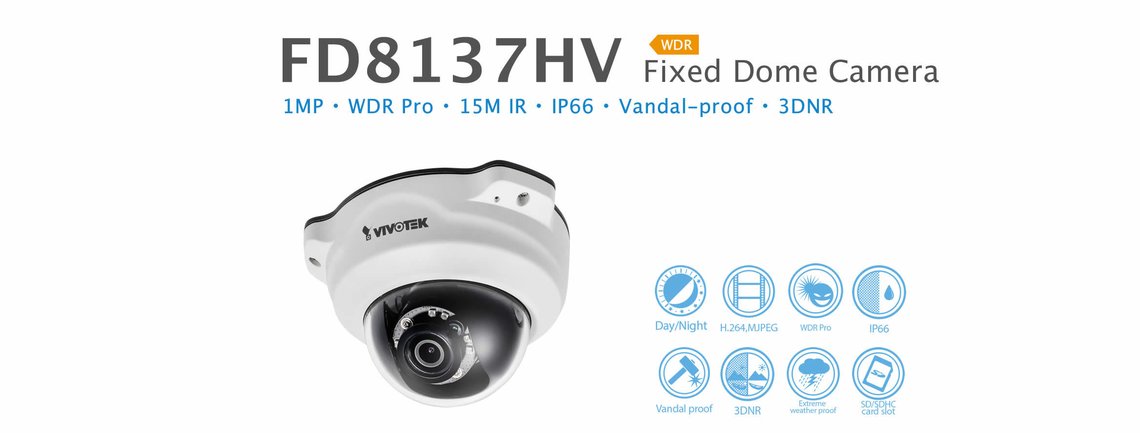 FD8137HV
WDR
Fixed Dome Camera
1MP • WDR Pro • 15M IR • IP66 • Vandal-proof • 3DNR
VIVOTEK
Day/Night
H.264,MJPEG
WDR Pro
IP66
Vandal proof
3DNR
Extreme
weather proof
SD/SDHC
card slot